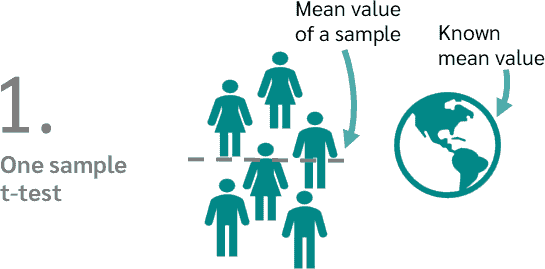 1.
One sample
t-test
Mean value
of a sample
Known
mean value